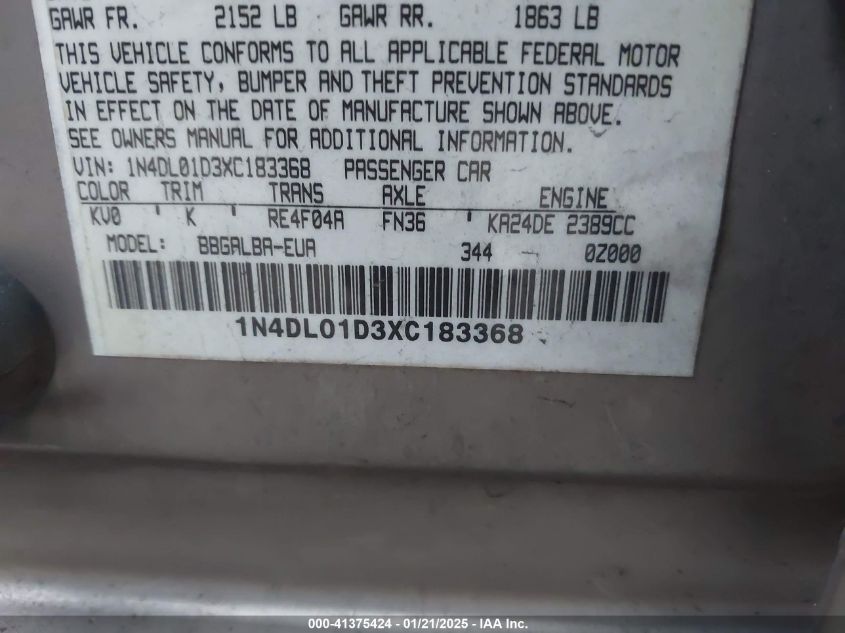 GAWR FR. 2152 LB GAWR RR. 1863 LB
THIS VEHICLE CONFORMS TO ALL APPLICABLE FEDERAL MOTOR
VEHICLE SAFETY, BUMPER AND THEFT PREVENTION STANDARDS
IN EFFECT ON THE DATE OF MANUFACTURE SHOWN ABOVE.
SEE OWNERS MANUAL FOR ADDITIONAL INFORMATION.
VIN: 1N4DL01D3XC183368 PASSENGER CAR
COLOR TRIM TRANS AXLE ENGINE
KV0 ' K ' RE4F04A FN36 ' KA24DE 2389CC
MODEL: BBGALBA-EUA 344 0Z000
1N4DL01D3XC183368
000-41375424 - 01/21/2025 - IAA Inc.